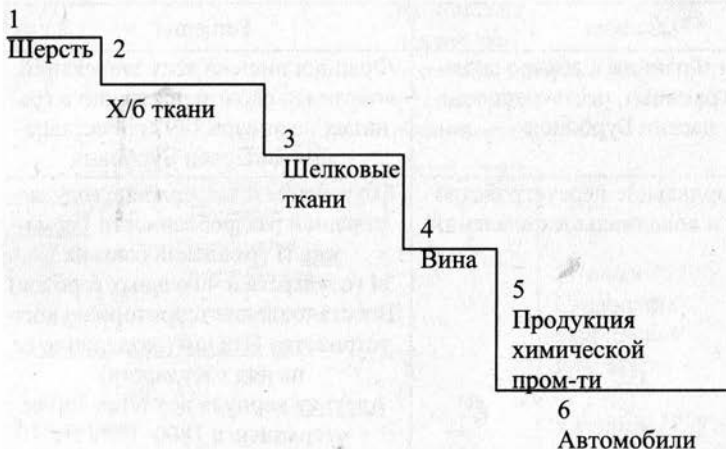 1
Шерсть
2
Х/б ткани
3
Шелковые
ткани
4
Вина
5
Продукция
химической
пром-ти
6
Автомобили